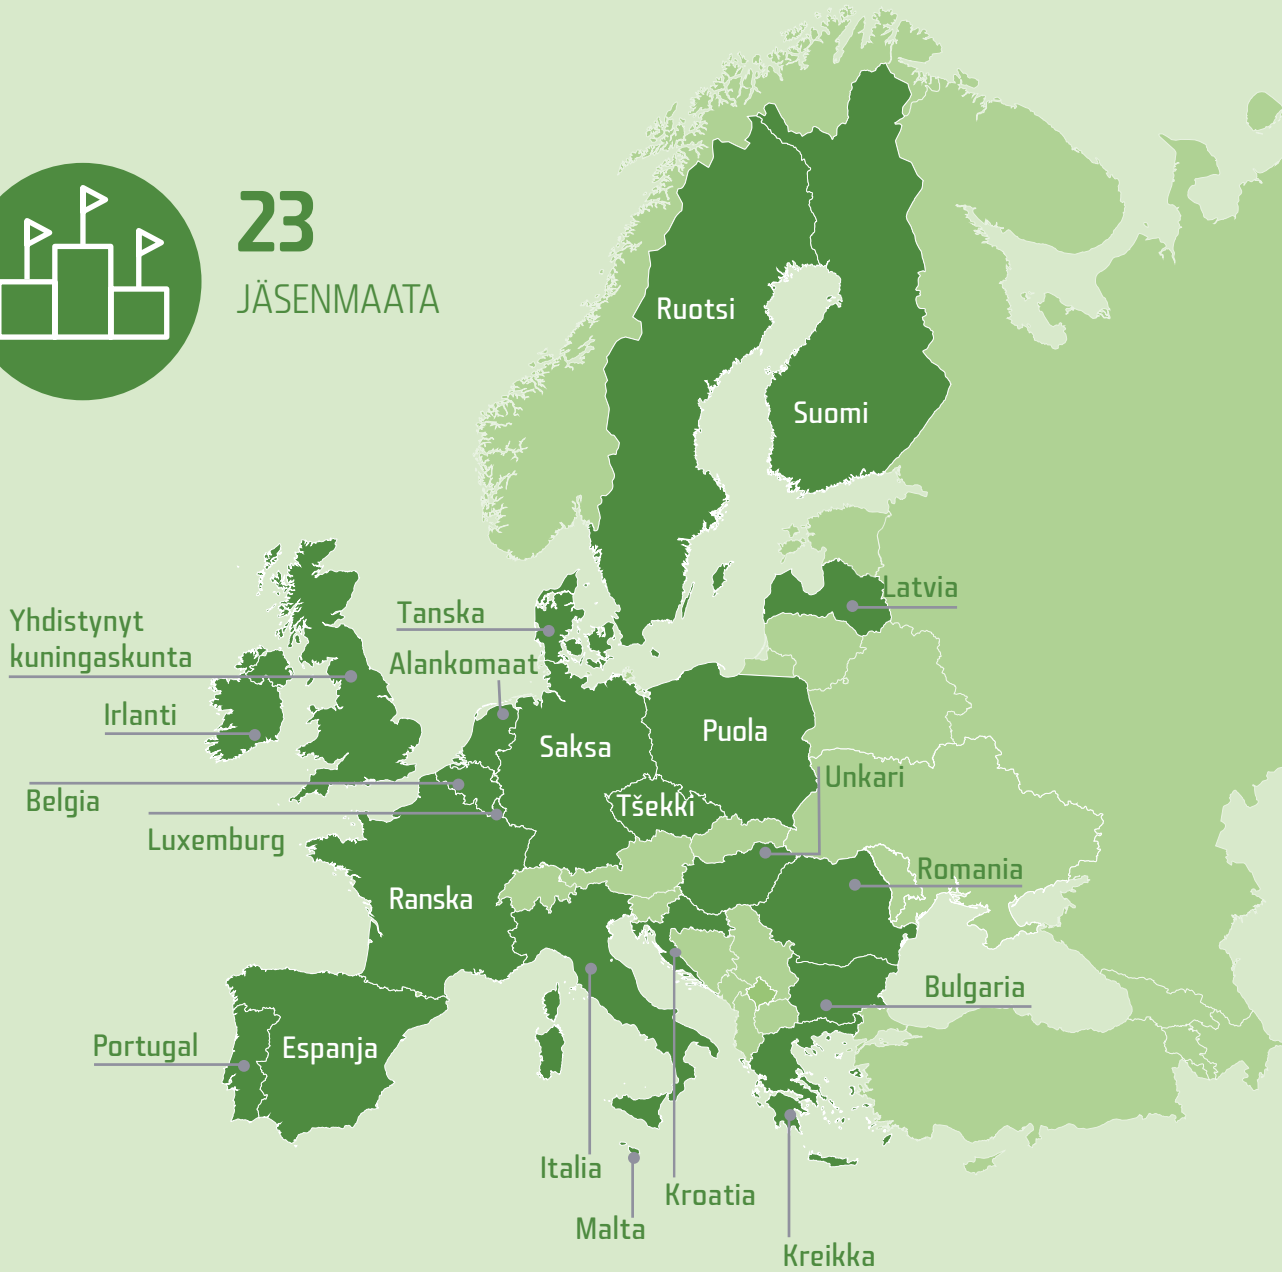 23
JÄSENMAATA
Ruotsi
Suomi
Latvia
Yhdistynyt
kuningaskunta
Tanska
Alankomaat
Irlanti
Puola
Saksa
Unkari
Belgia
Tšekki
Luxemburg
Romania
Ranska
Bulgaria
Portugal
Espanja
Italia
Kroatia
Malta
Kreikka